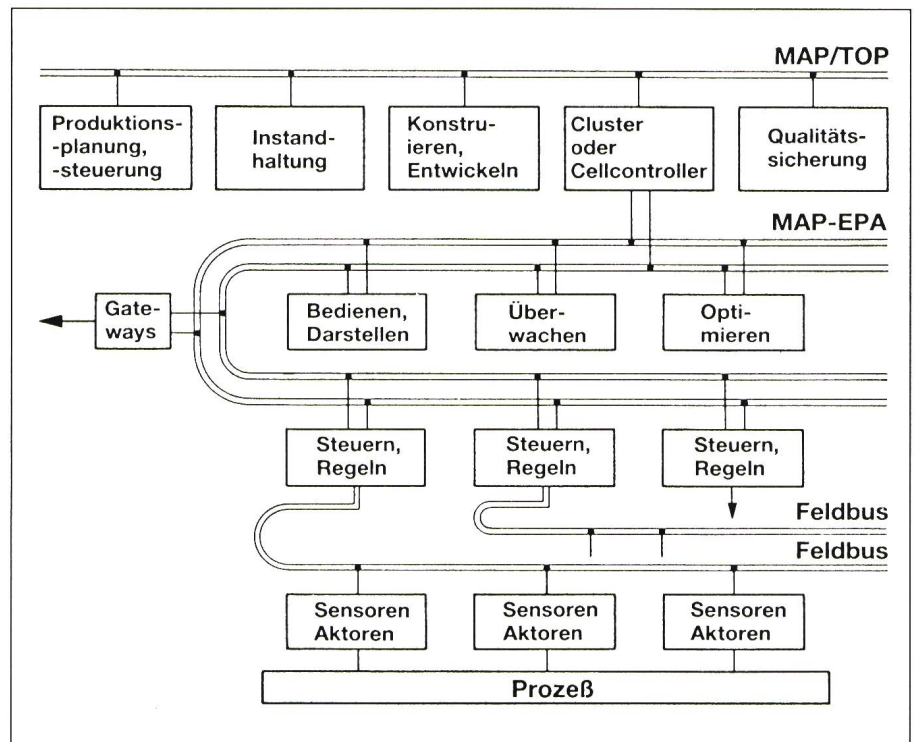 MAP/TOP
Produktions-
-planung,
-steuerung
Instand-
haltung
Konstru-
ieren,
Entwickeln
Cluster
oder
Cellcontroller
Qualitäts-
sicherung
MAP-EPA
Gate-
ways
Bedienen,
Darstellen
Über-
wachen
Opti-
mieren
Steuern,
Regeln
Steuern,
Regeln
Steuern,
Regeln
Feldbus
Feldbus
Sensoren
Aktoren
Sensoren
Aktoren
Sensoren
Aktoren
Prozeß